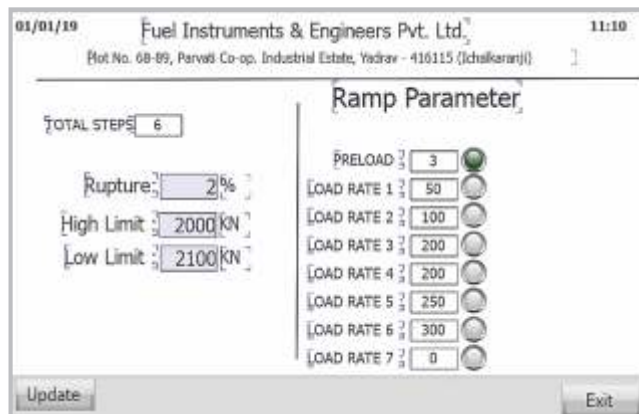 01/01/19
Fuel Instruments & Engineers Pvt. Ltd.
11:10
Plot No. 68-89, Parvati Co-op. Industrial Estate, Yadrav - 416115 (Ichalkaranji)
TOTAL STEPS 6
Rupture: 2 %
High Limit : 2000 KN
Low Limit : 2100 KN
Ramp Parameter
PRELOAD : 3
LOAD RATE 1 : 50
LOAD RATE 2 : 100
LOAD RATE 3 : 200
LOAD RATE 4 : 200
LOAD RATE 5 : 250
LOAD RATE 6 : 300
LOAD RATE 7 : 0
Update
Exit